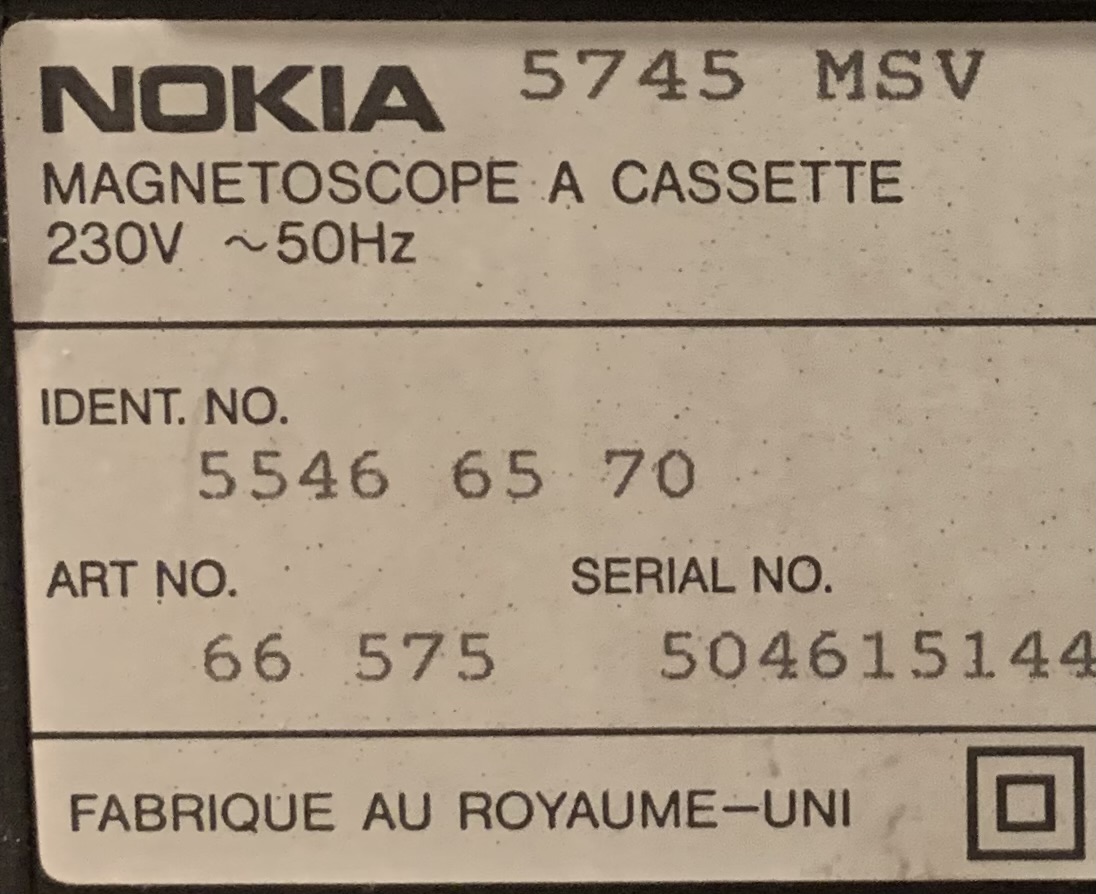 NOKIA 5745 MSV
MAGNETOSCOPE A CASSETTE
230V ~50Hz
IDENT. NO.
5546 65 70
ART NO. SERIAL NO.
66 575 504615144
FABRIQUE AU ROYAUME-UNI